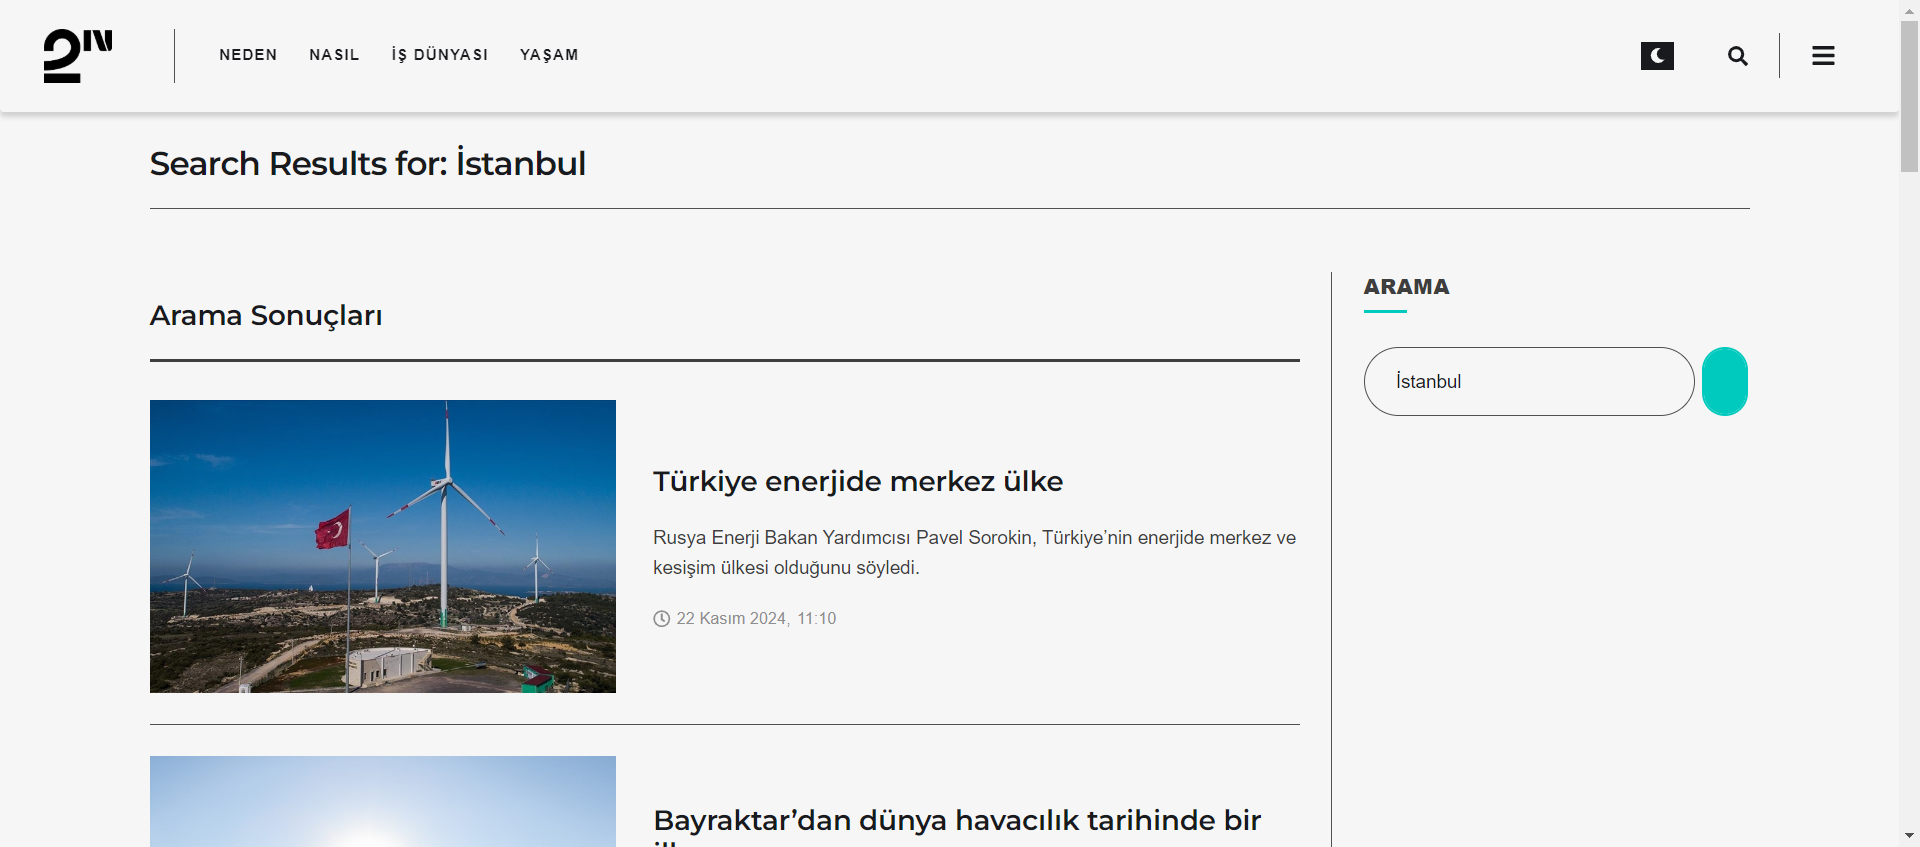 2N
NEDEN NASIL İŞ DÜNYASI YAŞAM
Search Results for: İstanbul
Arama Sonuçları
Türkiye enerjide merkez ülke
Rusya Enerji Bakan Yardımcısı Pavel Sorokin, Türkiye’nin enerjide merkez ve
kesişim ülkesi olduğunu söyledi.
22 Kasım 2024, 11:10
Bayraktar’dan dünya havacılık tarihinde bir
ARAMA
İstanbul